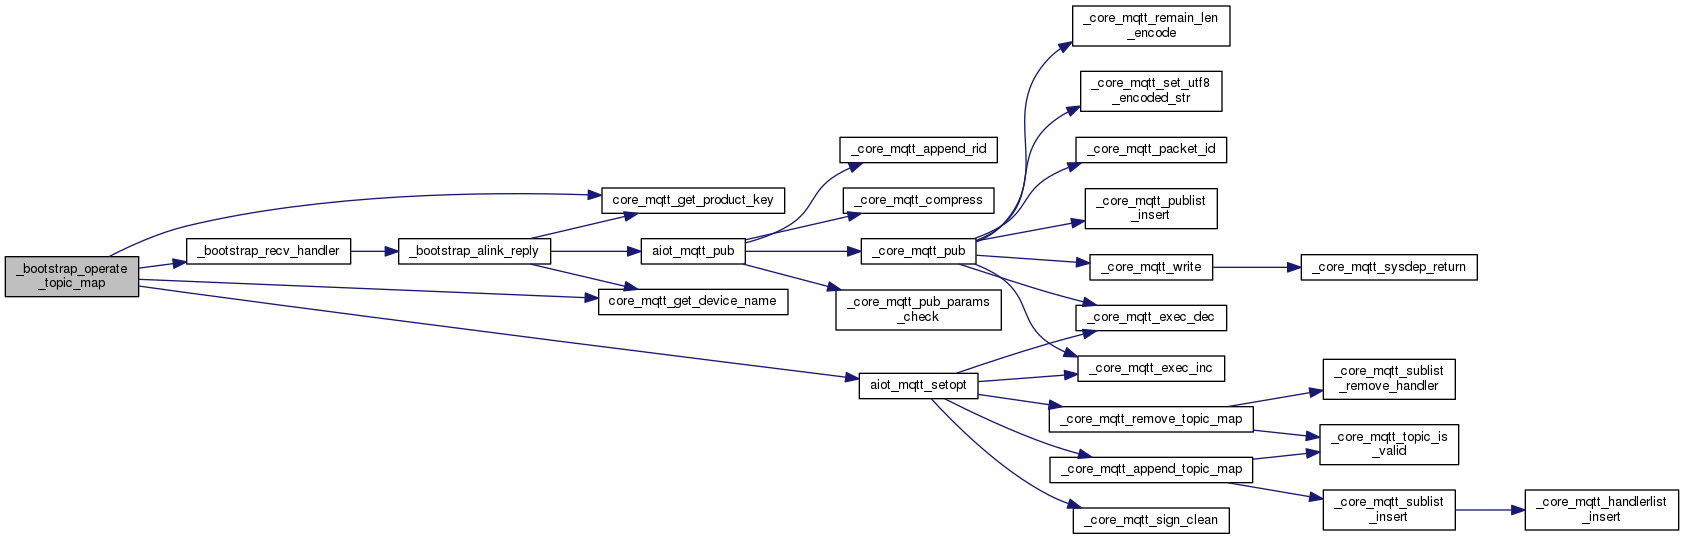 _core_mqtt_remain_len
_encode
_core_mqtt_set_utf8
_encoded_str
_core_mqtt_append_rid
_core_mqtt_packet_id
core_mqtt_get_product_key
_core_mqtt_compress
_core_mqtt_publist
_insert
_bootstrap_operate
_topic_map
_bootstrap_recv_handler
_bootstrap_alink_reply
aiot_mqtt_pub
_core_mqtt_pub
_core_mqtt_write
_core_mqtt_sysdep_return
core_mqtt_get_device_name
_core_mqtt_pub_params
_check
_core_mqtt_exec_dec
_core_mqtt_exec_inc
aiot_mqtt_setopt
_core_mqtt_sublist
_remove_handler
_core_mqtt_remove_topic_map
_core_mqtt_topic_is
_valid
_core_mqtt_append_topic_map
_core_mqtt_sublist
_insert
_core_mqtt_handlerlist
_insert
_core_mqtt_sign_clean